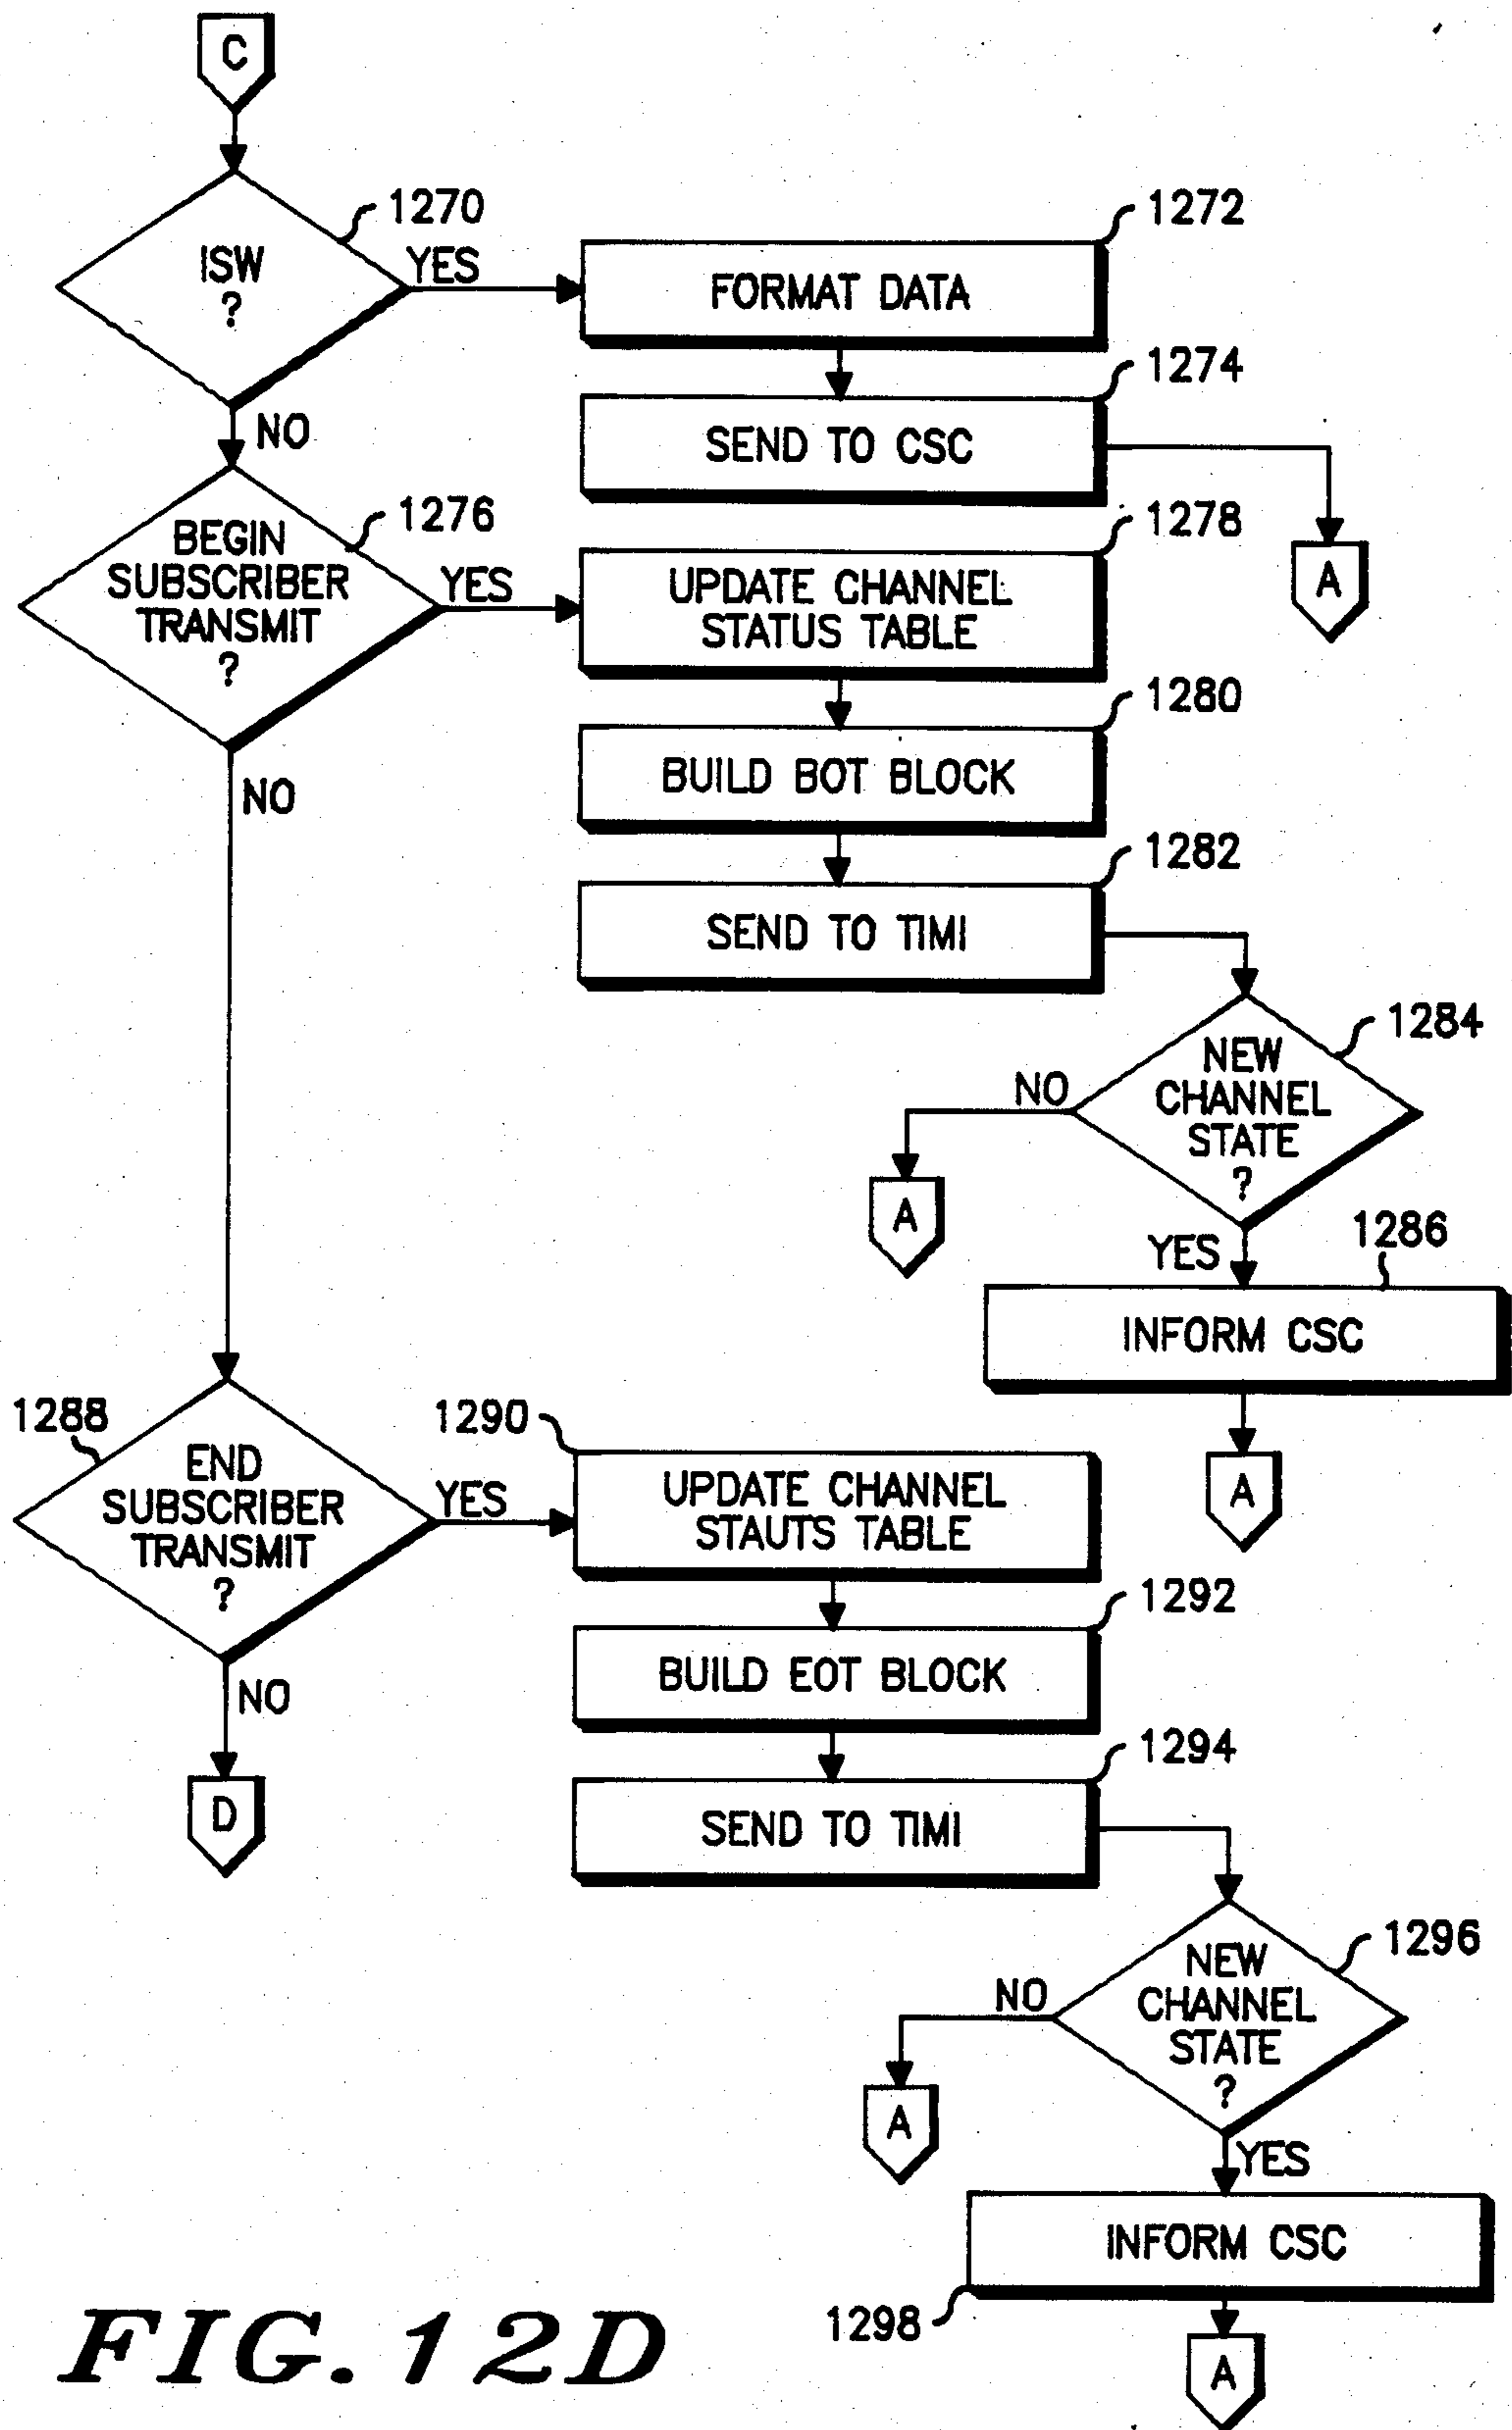 C
1270
ISW
?
YES
NO
1272
FORMAT DATA
1274
SEND TO CSC
A
1276
BEGIN
SUBSCRIBER
TRANSMIT
?
YES
NO
1278
UPDATE CHANNEL
STATUS TABLE
1280
BUILD BOT BLOCK
1282
SEND TO TIMI
1284
NEW
CHANNEL
STATE
?
NO
A
YES
1286
INFORM CSC
A
1288
END
SUBSCRIBER
TRANSMIT
?
YES
NO
D
1290
UPDATE CHANNEL
STAUTS TABLE
1292
BUILD EOT BLOCK
1294
SEND TO TIMI
1296
NEW
CHANNEL
STATE
?
NO
A
YES
INFORM CSC
1298
A
FIG. 12D